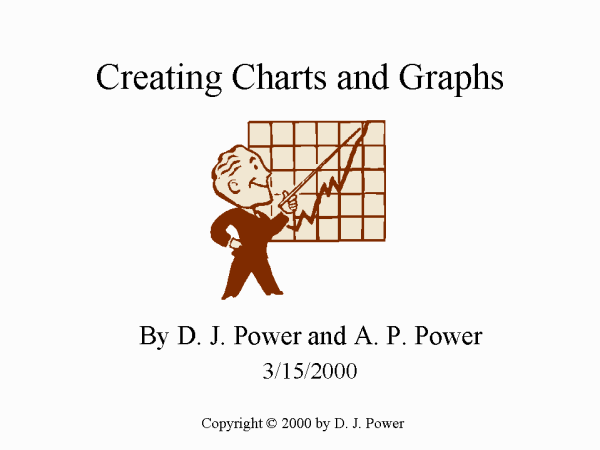 Creating Charts and Graphs
By D. J. Power and A. P. Power
3/15/2000
Copyright © 2000 by D. J. Power